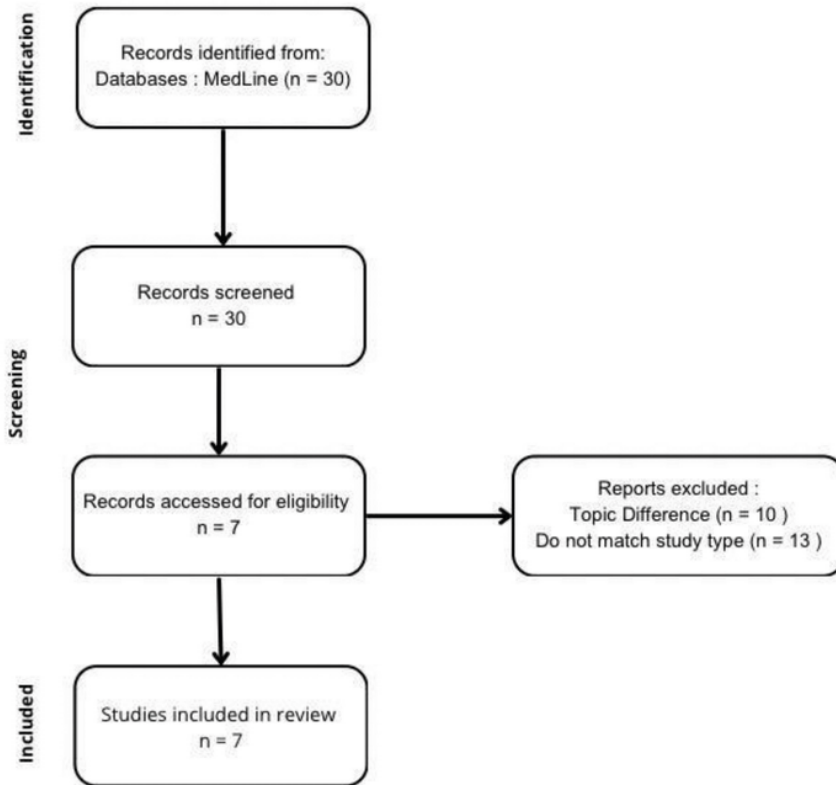 Identification
Records identified from:
Databases : MedLine (n = 30)
Screening
Records screened
n = 30
Records accessed for eligibility
n = 7
Reports excluded :
Topic Difference (n = 10 )
Do not match study type (n = 13 )
Included
Studies included in review
n = 7